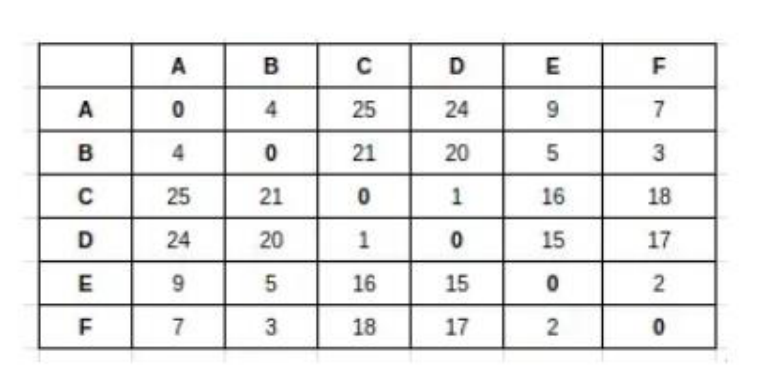 A B C D E F
A 0 4 25 24 9 7
B 4 0 21 20 5 3
C 25 21 0 1 16 18
D 24 20 1 0 15 17
E 9 5 16 15 0 2
F 7 3 18 17 2 0